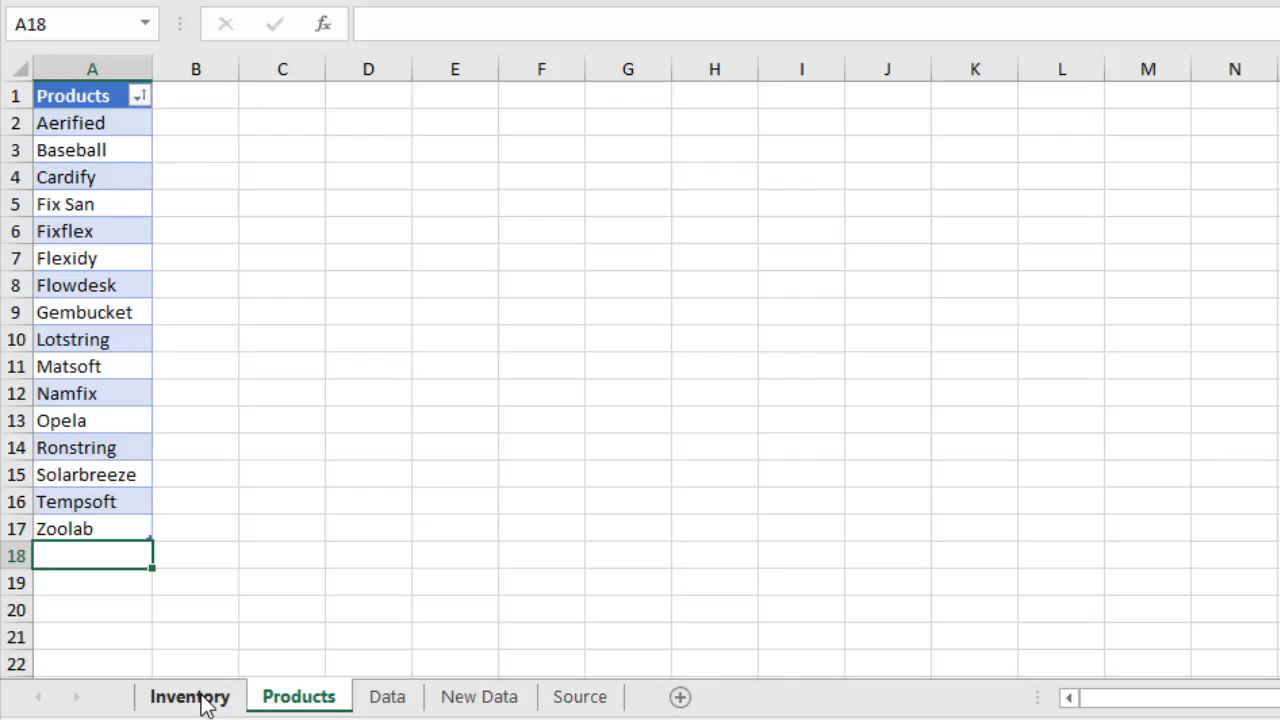 A18
fx
A B C D E F G H I J K L M N
1 Products
2 Aerified
3 Baseball
4 Cardify
5 Fix San
6 Fixflex
7 Flexidy
8 Flowdesk
9 Gembucket
10 Lotstring
11 Matsoft
12 Namfix
13 Opela
14 Ronstring
15 Solarbreeze
16 Tempsoft
17 Zoolab
18
19
20
21
22
Inventory Products Data New Data Source